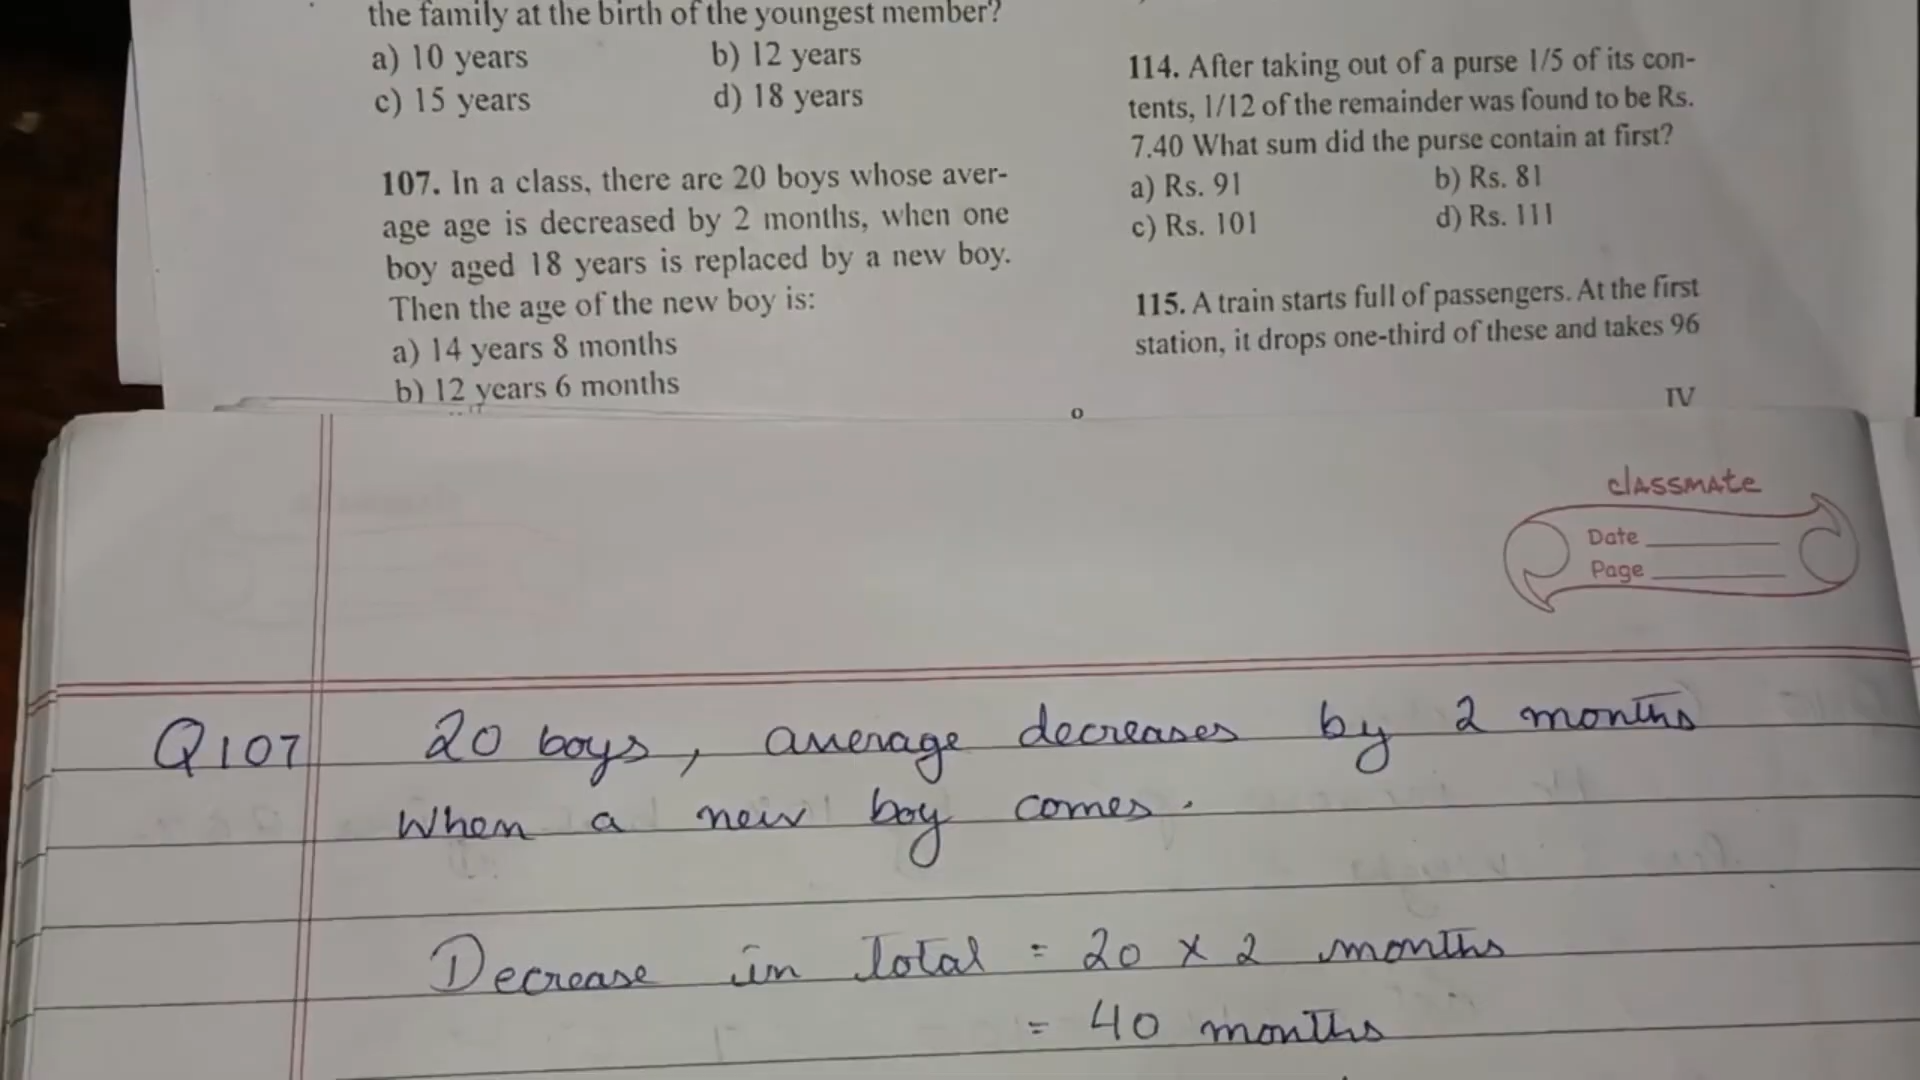 the family at the birth of the youngest member?
a) 10 years b) 12 years
c) 15 years d) 18 years
107. In a class, there are 20 boys whose aver-
age age is decreased by 2 months, when one
boy aged 18 years is replaced by a new boy.
Then the age of the new boy is:
a) 14 years 8 months
b) 12 years 6 months
114. After taking out of a purse 1/5 of its con-
tents, 1/12 of the remainder was found to be Rs.
7.40 What sum did the purse contain at first?
a) Rs. 91 b) Rs. 81
c) Rs. 101 d) Rs. 111
115. A train starts full of passengers. At the first
station, it drops one-third of these and takes 96
IV
classmate
Date
Page
Q107 20 boys, average decreases by 2 months
when a new boy comes.
Decrease in Total = 20 × 2 months
= 40 months